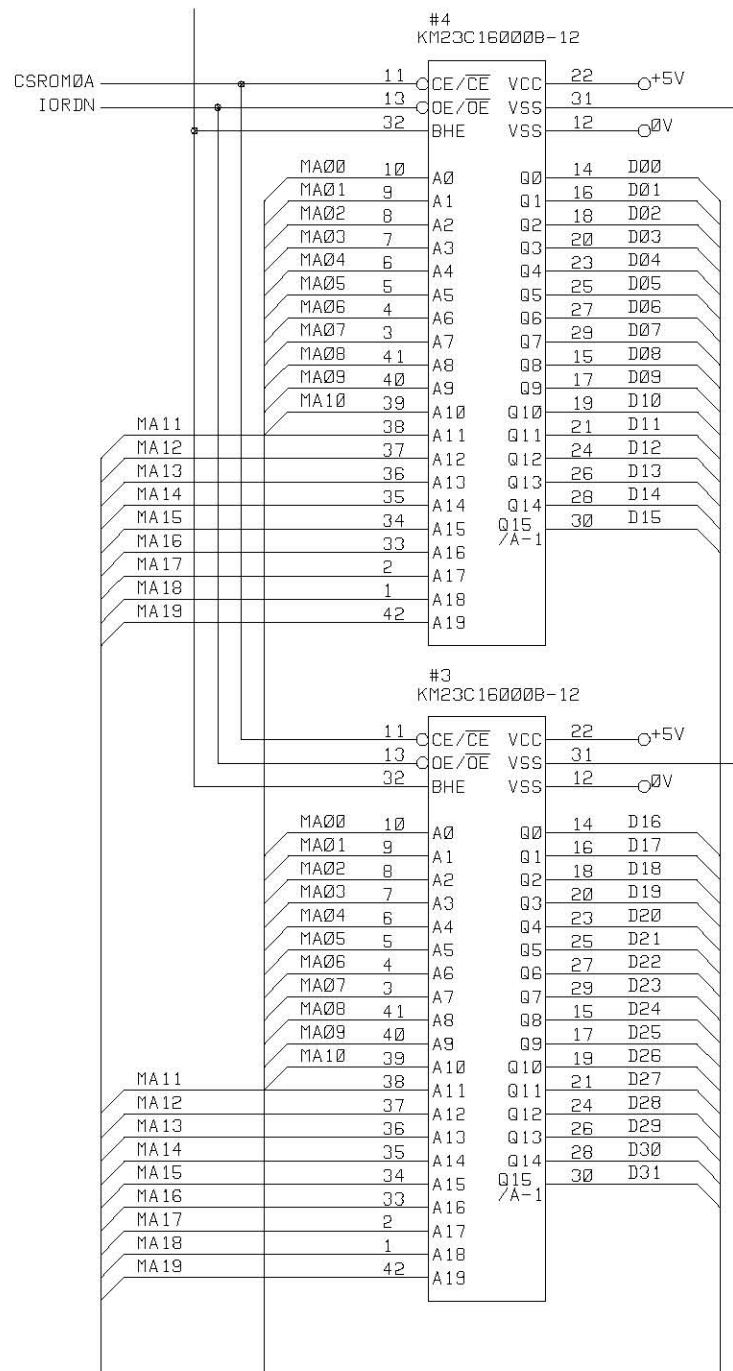 #4
KM23C16000B-12
CSROM0A 11 CE/CE VCC 22 +5V
IORDN 13 OE/OE VSS 31
32 BHE VSS 12 0V
MA00 10 A0 Q0 14 D00
MA01 9 A1 Q1 16 D01
MA02 8 A2 Q2 18 D02
MA03 7 A3 Q3 20 D03
MA04 6 A4 Q4 23 D04
MA05 5 A5 Q5 25 D05
MA06 4 A6 Q6 27 D06
MA07 3 A7 Q7 29 D07
MA08 41 A8 Q8 15 D08
MA09 40 A9 Q9 17 D09
MA10 39 A10 Q10 19 D10
MA11 38 A11 Q11 21 D11
MA12 37 A12 Q12 24 D12
MA13 36 A13 Q13 26 D13
MA14 35 A14 Q14 28 D14
MA15 34 A15 Q15 30 D15
/A-1
MA16 33 A16
MA17 2 A17
MA18 1 A18
MA19 42 A19
#3
KM23C16000B-12
11 CE/CE VCC 22 +5V
13 OE/OE VSS 31
32 BHE VSS 12 0V
MA00 10 A0 Q0 14 D16
MA01 9 A1 Q1 16 D17
MA02 8 A2 Q2 18 D18
MA03 7 A3 Q3 20 D19
MA04 6 A4 Q4 23 D20
MA05 5 A5 Q5 25 D21
MA06 4 A6 Q6 27 D22
MA07 3 A7 Q7 29 D23
MA08 41 A8 Q8 15 D24
MA09 40 A9 Q9 17 D25
MA10 39 A10 Q10 19 D26
MA11 38 A11 Q11 21 D27
MA12 37 A12 Q12 24 D28
MA13 36 A13 Q13 26 D29
MA14 35 A14 Q14 28 D30
MA15 34 A15 Q15 30 D31
/A-1
MA16 33 A16
MA17 2 A17
MA18 1 A18
MA19 42 A19